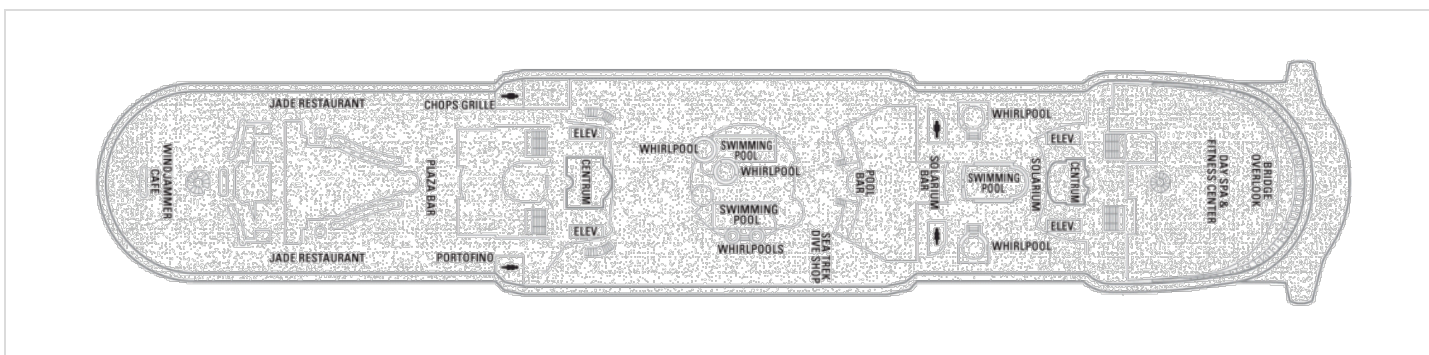 JADE RESTAURANT
CHOPS GRILLE
WINDJAMMER
CAFE
PLAZA BAR
JADE RESTAURANT
PORTOFINO
ELEV.
CENTRUM
ELEV.
WHIRLPOOL
SWIMMING
POOL
WHIRLPOOL
SWIMMING
POOL
WHIRLPOOLS
SEA TREK
DIVE SHOP
POOL
BAR
SOLARIUM
BAR
WHIRLPOOL
SWIMMING
POOL
WHIRLPOOL
SOLARIUM
ELEV.
CENTRUM
ELEV.
DAY SPA &
FITNESS CENTER
BRIDGE
OVERLOOK